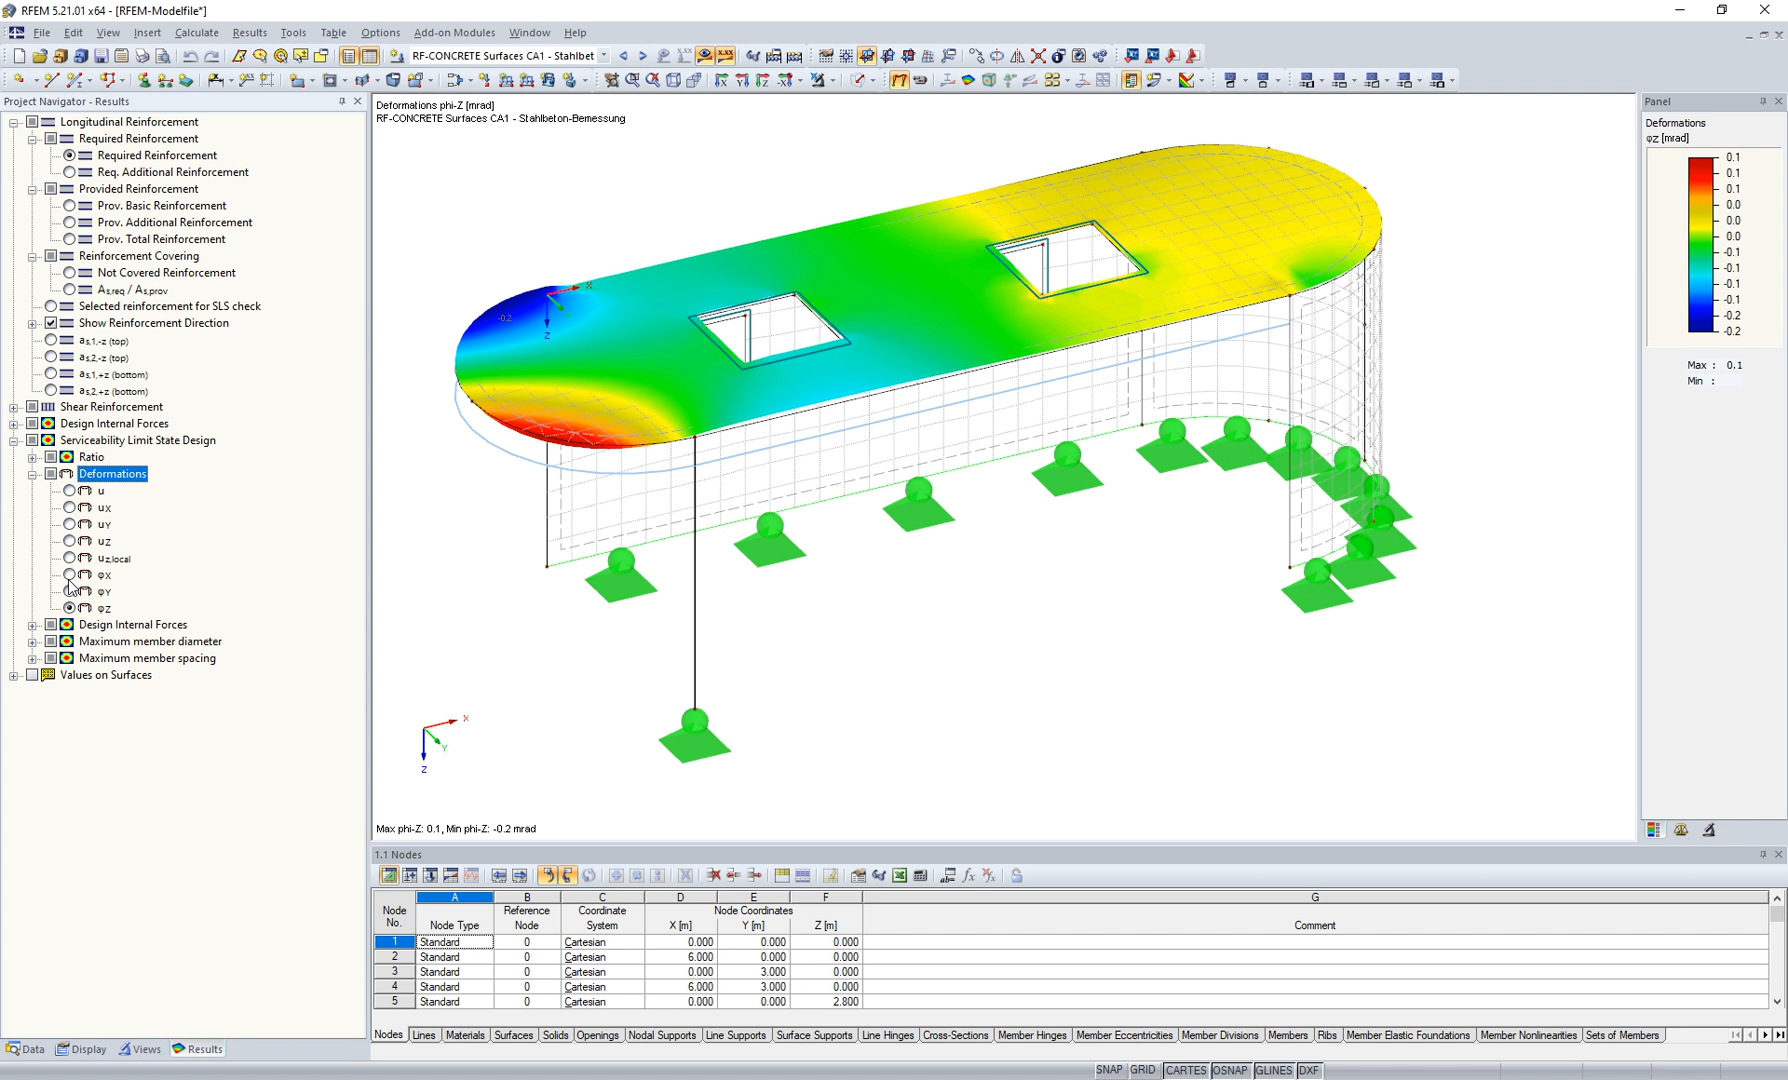 RFEM 5.21.01 x64 - [RFEM-Modelfile*]
File Edit View Insert Calculate Results Tools Table Options Add-on Modules Window Help
RF-CONCRETE Surfaces CA1 - Stahlbet
Project Navigator - Results
Longitudinal Reinforcement
Required Reinforcement
Required Reinforcement
Req. Additional Reinforcement
Provided Reinforcement
Prov. Basic Reinforcement
Prov. Additional Reinforcement
Prov. Total Reinforcement
Reinforcement Covering
Not Covered Reinforcement
As,req / As,prov
Selected reinforcement for SLS check
Show Reinforcement Direction
as,1,-z (top)
as,2,-z (top)
as,1,+z (bottom)
as,2,+z (bottom)
Shear Reinforcement
Design Internal Forces
Serviceability Limit State Design
Ratio
Deformations
u
ux
uY
uz
uz,local
φX
φY
φZ
Design Internal Forces
Maximum member diameter
Maximum member spacing
Values on Surfaces
Data Display Views Results
Deformations phi-Z [mrad]
RF-CONCRETE Surfaces CA1 - Stahlbeton-Bemessung
-0.2
X
Z
X
Y
Z
Max phi-Z: 0.1, Min phi-Z: -0.2 mrad
Panel
Deformations
φZ [mrad]
0.1
0.1
0.1
0.0
0.0
0.0
-0.1
-0.1
-0.1
-0.1
-0.2
-0.2
Max : 0.1
Min :
1.1 Nodes
A B C D E F G
Node No. Node Type Reference Node Coordinate System Node Coordinates X [m] Y [m] Z [m] Comment
1 Standard 0 Cartesian 0.000 0.000 0.000
2 Standard 0 Cartesian 6.000 0.000 0.000
3 Standard 0 Cartesian 0.000 3.000 0.000
4 Standard 0 Cartesian 6.000 3.000 0.000
5 Standard 0 Cartesian 0.000 0.000 2.800
Nodes Lines Materials Surfaces Solids Openings Nodal Supports Line Supports Surface Supports Line Hinges Cross-Sections Member Hinges Member Eccentricities Member Divisions Members Ribs Member Elastic Foundations Member Nonlinearities Sets of Members
SNAP GRID CARTES OSNAP GLINES DXF